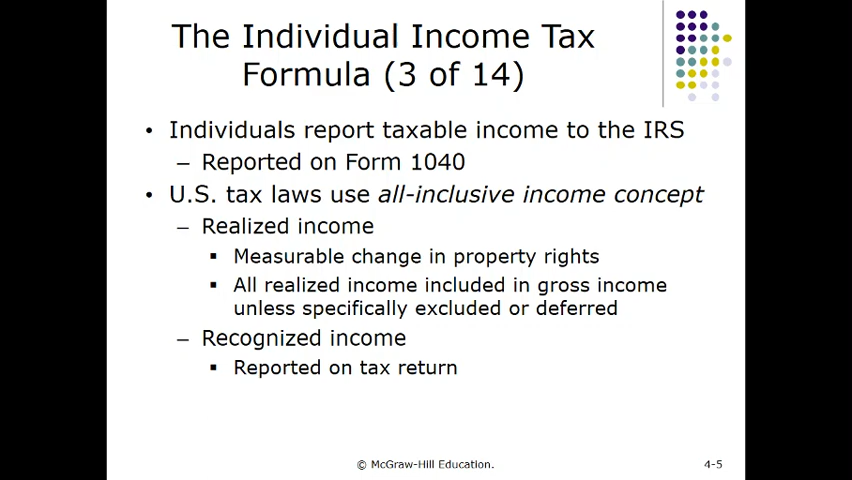 The Individual Income Tax
Formula (3 of 14)
• Individuals report taxable income to the IRS
– Reported on Form 1040
• U.S. tax laws use all-inclusive income concept
– Realized income
▪ Measurable change in property rights
▪ All realized income included in gross income
unless specifically excluded or deferred
– Recognized income
▪ Reported on tax return
© McGraw-Hill Education.
4-5